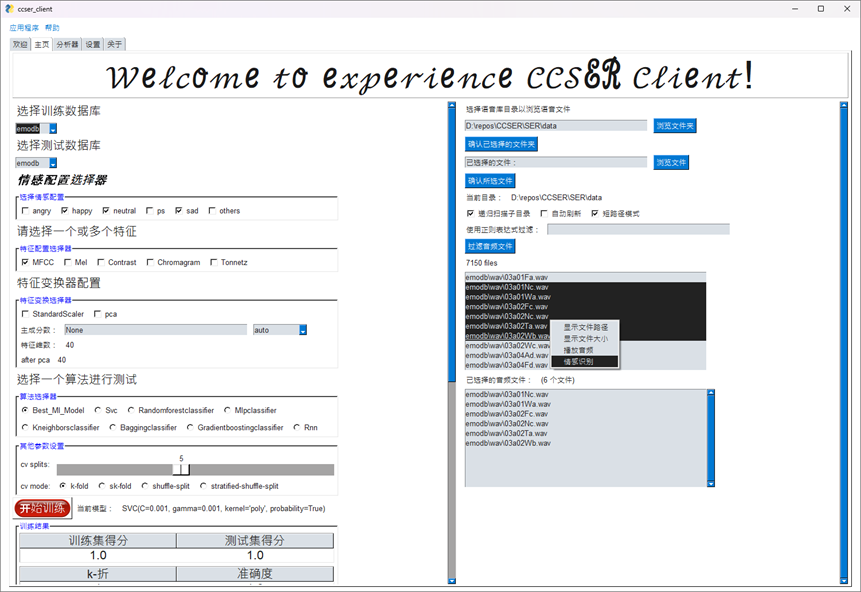 ccser_client
应用程序 帮助
欢迎 主页 分析器 设置 关于
Welcome to experience CCSER Client!
选择训练数据库
emodb
选择测试数据库
emodb
情感配置选择器
选择情感配置
angry happy neutral ps sad others
请选择一个或多个特征
特征配置选择器
MFCC Mel Contrast Chromagram Tonnetz
特征变换器配置
特征变换选择器
StandardScaler pca
主成分数： None auto
特征维数： 40
after pca 40
选择一个算法进行测试
算法选择器
Best_Ml_Model Svc Randomforestclassifier Mlpclassifier
Kneighborsclassifier Baggingclassifier Gradientboostingclassifier Rnn
其他参数设置
5
cv splits:
cv mode: k-fold sk-fold shuffle-split stratified-shuffle-split
开始训练 当前模型： SVC(C=0.001, gamma=0.001, kernel='poly', probability=True)
训练结果
训练集得分 测试集得分
1.0 1.0
k-折 准确度
选择语音库目录以浏览语音文件
D:\repos\CCSER\SER\data 浏览文件夹
确认已选择的文件夹
已选择的文件： 浏览文件
确认所选文件
当前目录： D:\repos\CCSER\SER\data
递归扫描子目录 自动刷新 短路径模式
使用正则表达式过滤：
过滤音频文件
7150 files
emodb\wav\03a01Fa.wav
emodb\wav\03a01Nc.wav
emodb\wav\03a01Wa.wav
emodb\wav\03a02Fc.wav
emodb\wav\03a02Nc.wav
emodb\wav\03a02Ta.wav
emodb\wav\03a02Wb.wav
emodb\wav\03a02Wc.wav
emodb\wav\03a04Ad.wav
emodb\wav\03a04Fd.wav
显示文件路径
显示文件大小
播放音频
情感识别
已选择的音频文件： (6 个文件)
emodb\wav\03a01Nc.wav
emodb\wav\03a01Wa.wav
emodb\wav\03a02Fc.wav
emodb\wav\03a02Nc.wav
emodb\wav\03a02Ta.wav
emodb\wav\03a02Wb.wav